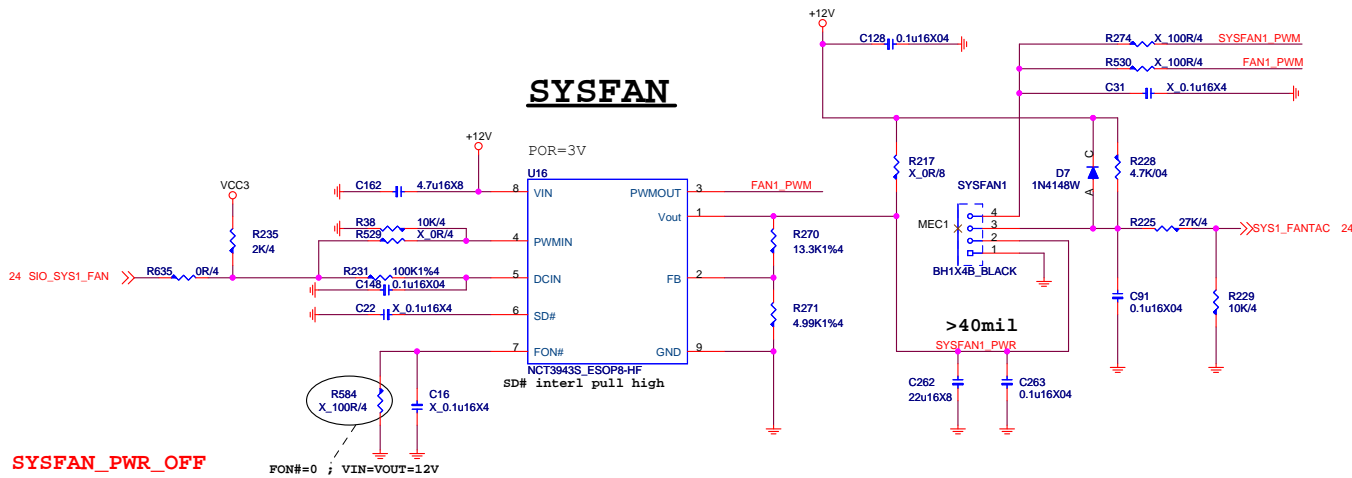 +12V
C128 0.1u16X04
R274 X_100R/4 SYSFAN1_PWM
R530 X_100R/4 FAN1_PWM
C31 X_0.1u16X4
SYSFAN
+12V
POR=3V
U16
VCC3
C162 4.7u16X8
8 VIN
PWMOUT 3
FAN1_PWM
Vout 1
R38 10K/4
R529 X_0R/4
4 PWMIN
R235
2K/4
24 SIO_SYS1_FAN
R635 0R/4
R231 100K1%4
C148 0.1u16X04
5 DCIN
FB 2
C22 X_0.1u16X4
6 SD#
7 FON#
GND 9
NCT3943S_ESOP8-HF
SD# interl pull high
R270
13.3K1%4
R271
4.99K1%4
R217
X_0R/8
SYSFAN1
MEC1
4
3
2
1
BH1X4B_BLACK
C
D7
1N4148W
A
R228
4.7K/04
R225 27K/4
SYS1_FANTAC 24
C91
0.1u16X04
R229
10K/4
>40mil
SYSFAN1_PWR
C262
22u16X8
C263
0.1u16X04
R584
X_100R/4
C16
X_0.1u16X4
SYSFAN_PWR_OFF
FON#=0 ; VIN=VOUT=12V